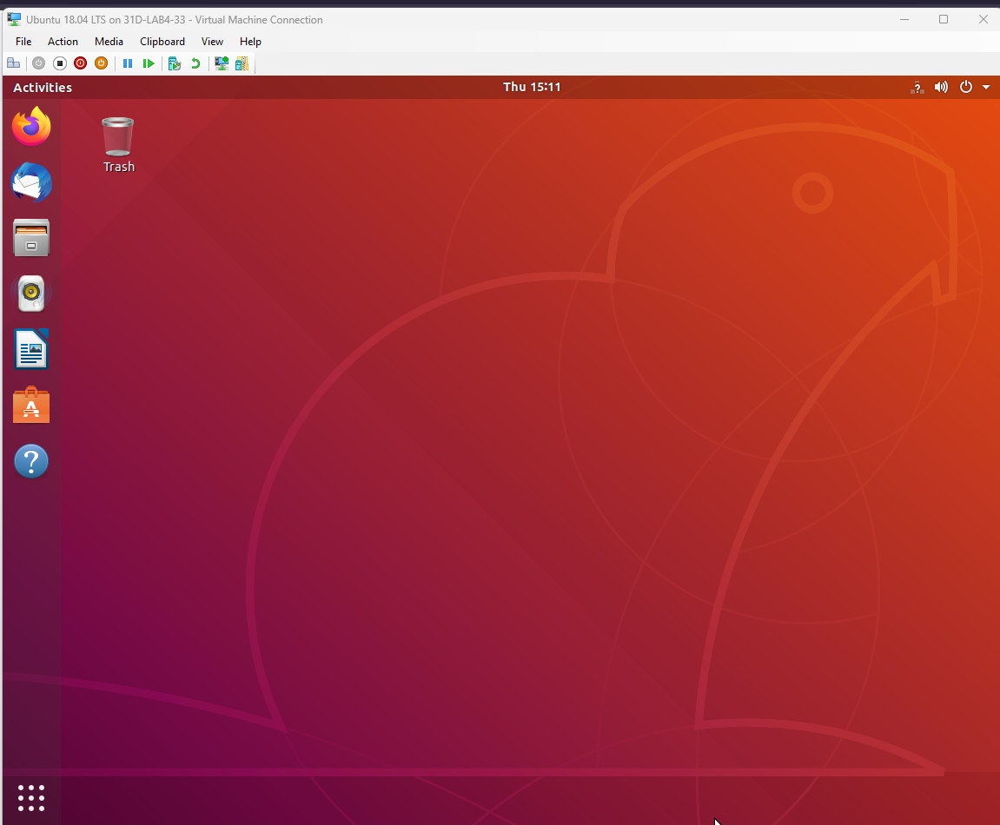 Ubuntu 18.04 LTS on 31D-LAB4-33 - Virtual Machine Connection
File Action Media Clipboard View Help
Activities Thu 15:11
Trash